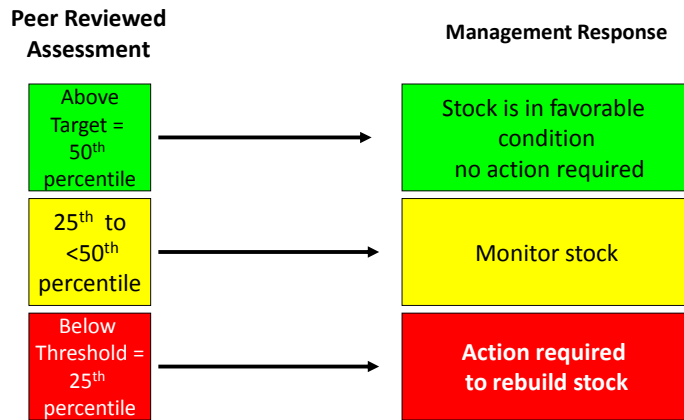 Peer Reviewed
Assessment
Management Response
Above
Target =
50th
percentile
Stock is in favorable
condition
no action required
25th to
<50th
percentile
Monitor stock
Below
Threshold =
25th
percentile
Action required
to rebuild stock